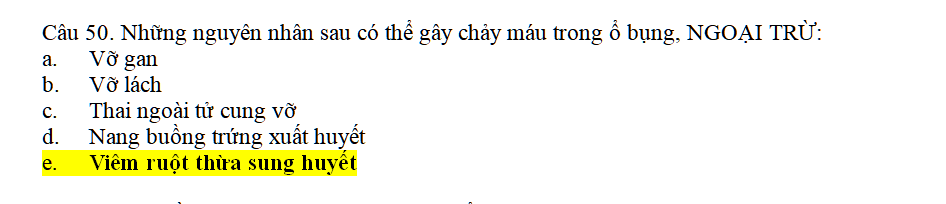 Câu 50. Những nguyên nhân sau có thể gây chảy máu trong ổ bụng, NGOẠI TRỪ:
a. Vỡ gan
b. Vỡ lách
c. Thai ngoài tử cung vỡ
d. Nang buồng trứng xuất huyết
e. Viêm ruột thừa sung huyết